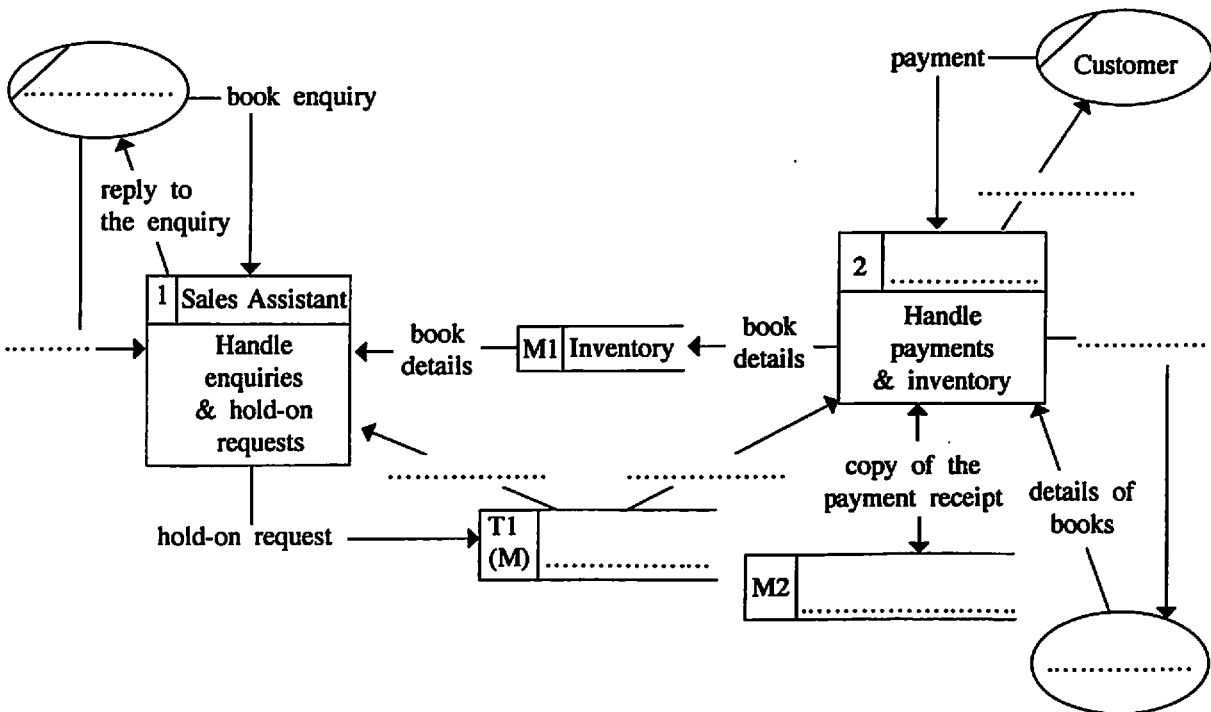 payment
Customer
....................
book enquiry
reply to
the enquiry
....................
2
....................
1 Sales Assistant
Handle
enquiries
& hold-on
requests
............
book
details
M1 Inventory
book
details
Handle
payments
& inventory
................
....................
....................
copy of the
payment receipt
details of
books
hold-on request
T1
(M)
....................
M2
..........................
................